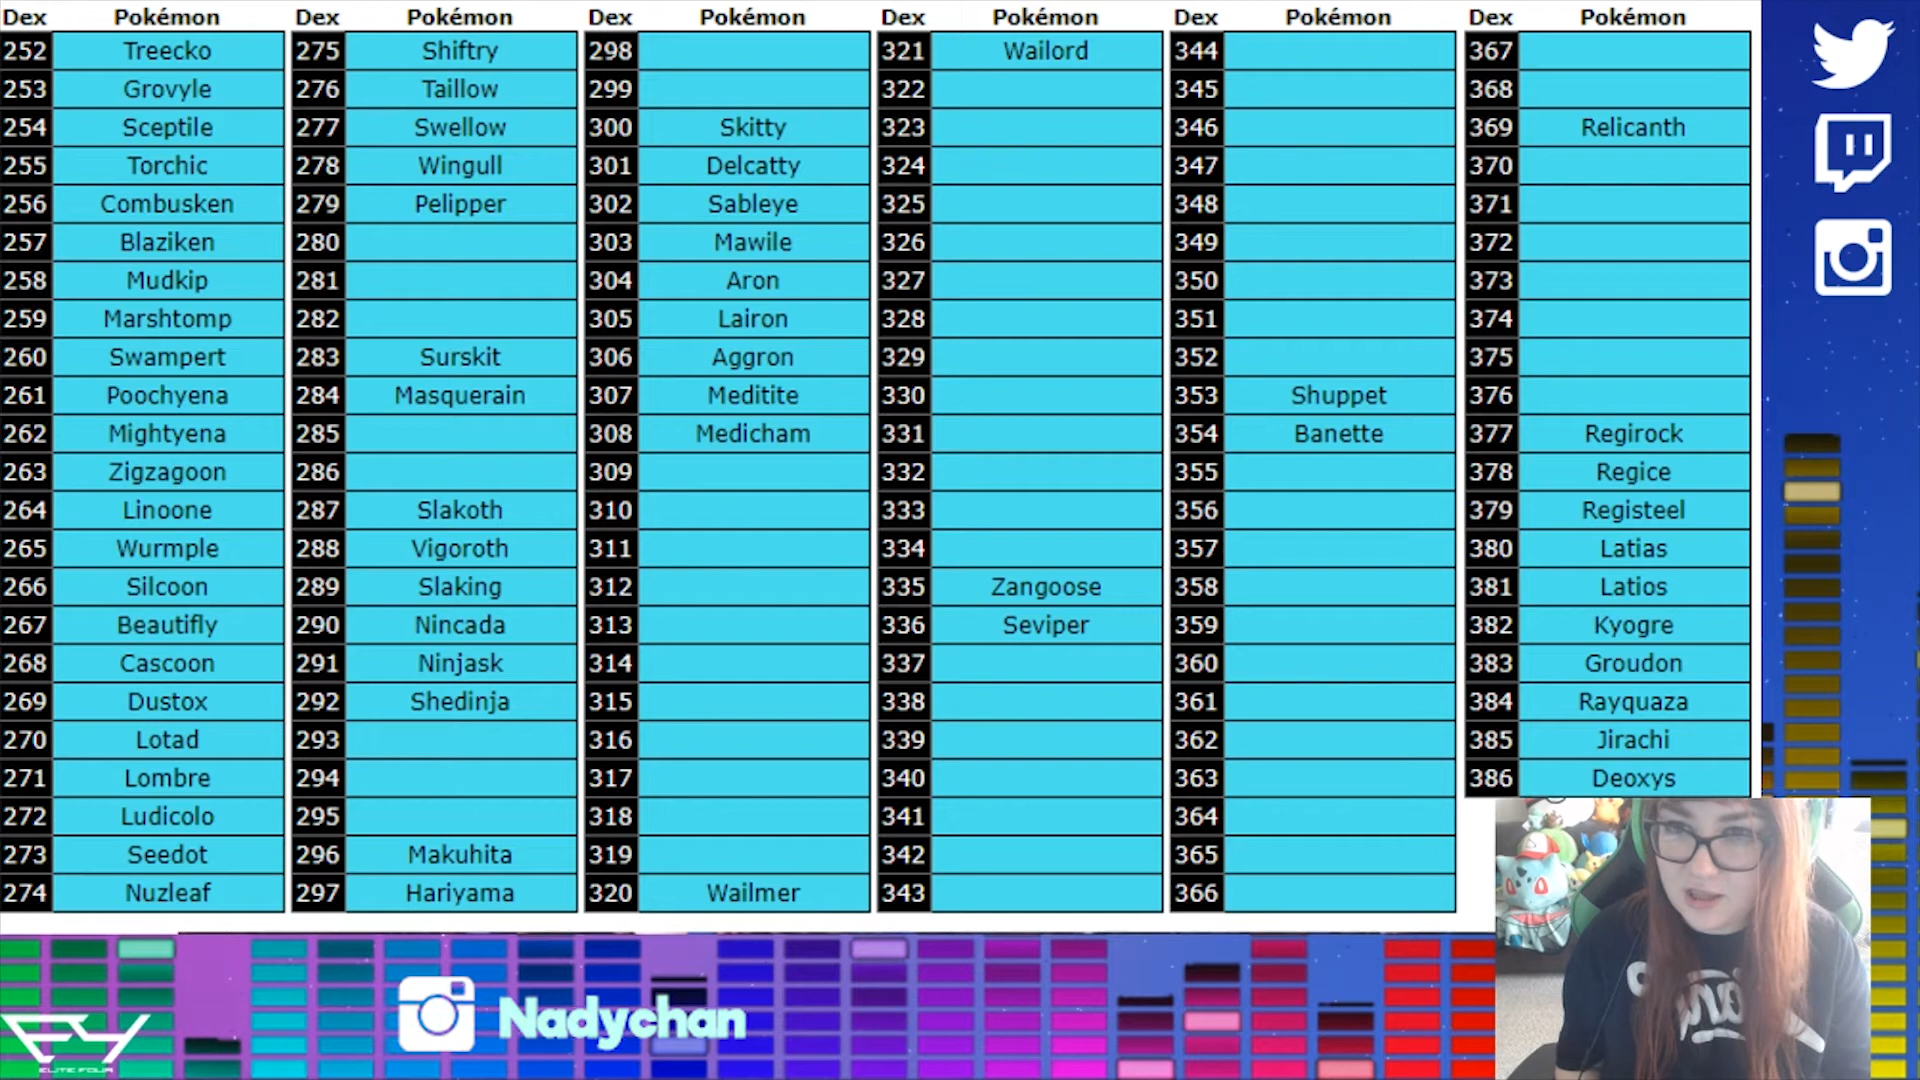 Dex Pokémon Dex Pokémon Dex Pokémon Dex Pokémon Dex Pokémon Dex Pokémon
252 Treecko 275 Shiftry 298 321 Wailord 344 367
253 Grovyle 276 Taillow 299 322 345 368
254 Sceptile 277 Swellow 300 Skitty 323 346 369 Relicanth
255 Torchic 278 Wingull 301 Delcatty 324 347 370
256 Combusken 279 Pelipper 302 Sableye 325 348 371
257 Blaziken 280 303 Mawile 326 349 372
258 Mudkip 281 304 Aron 327 350 373
259 Marshtomp 282 305 Lairon 328 351 374
260 Swampert 283 Surskit 306 Aggron 329 352 375
261 Poochyena 284 Masquerain 307 Meditite 330 353 Shuppet 376
262 Mightyena 285 308 Medicham 331 354 Banette 377 Regirock
263 Zigzagoon 286 309 332 355 378 Regice
264 Linoone 287 Slakoth 310 333 356 379 Registeel
265 Wurmple 288 Vigoroth 311 334 357 380 Latias
266 Silcoon 289 Slaking 312 335 Zangoose 358 381 Latios
267 Beautifly 290 Nincada 313 336 Seviper 359 382 Kyogre
268 Cascoon 291 Ninjask 314 337 360 383 Groudon
269 Dustox 292 Shedinja 315 338 361 384 Rayquaza
270 Lotad 293 316 339 362 385 Jirachi
271 Lombre 294 317 340 363 386 Deoxys
272 Ludicolo 295 318 341 364
273 Seedot 296 Makuhita 319 342 365
274 Nuzleaf 297 Hariyama 320 Wailmer 343 366
Nadychan
ELITE FOUR